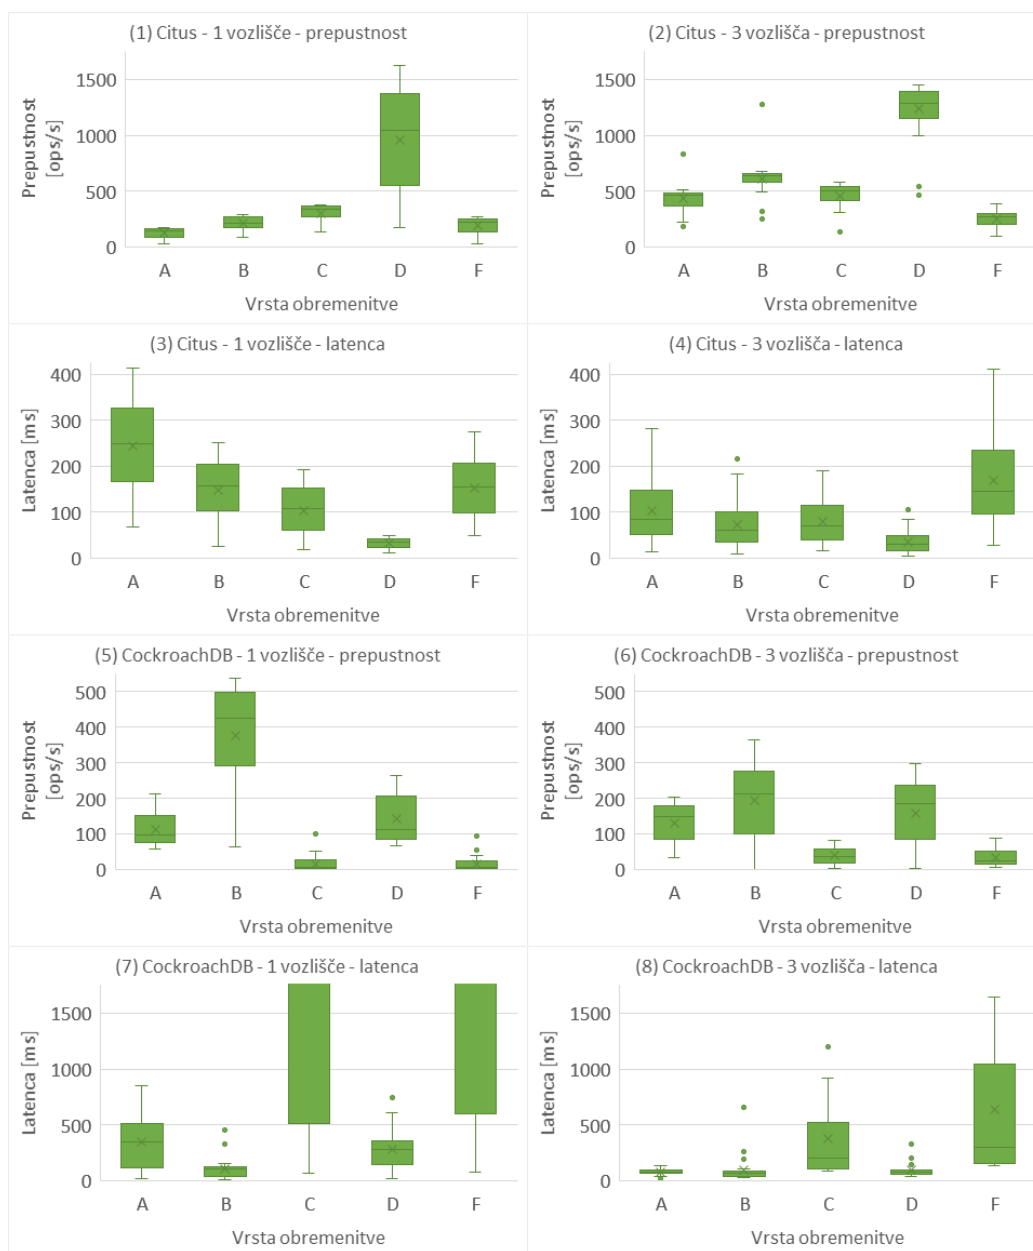 (1) Citus - 1 vozlišče - prepustnost
Prepustnost
[ops/s]
1500
1000
500
0
A B C D F
Vrsta obremenitve
(2) Citus - 3 vozlišča - prepustnost
Prepustnost
[ops/s]
1500
1000
500
0
A B C D F
Vrsta obremenitve
(3) Citus - 1 vozlišče - latenca
Latenca [ms]
400
300
200
100
0
A B C D F
Vrsta obremenitve
(4) Citus - 3 vozlišča - latenca
Latenca [ms]
400
300
200
100
0
A B C D F
Vrsta obremenitve
(5) CockroachDB - 1 vozlišče - prepustnost
Prepustnost
[ops/s]
500
400
300
200
100
0
A B C D F
Vrsta obremenitve
(6) CockroachDB - 3 vozlišča - prepustnost
Prepustnost
[ops/s]
500
400
300
200
100
0
A B C D F
Vrsta obremenitve
(7) CockroachDB - 1 vozlišče - latenca
Latenca [ms]
1500
1000
500
0
A B C D F
Vrsta obremenitve
(8) CockroachDB - 3 vozlišča - latenca
Latenca [ms]
1500
1000
500
0
A B C D F
Vrsta obremenitve